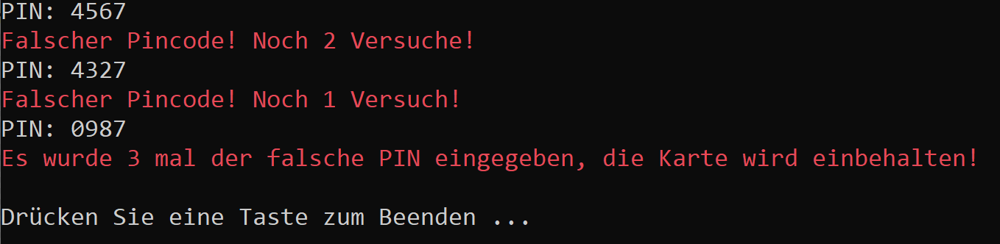 PIN: 4567
Falscher Pincode! Noch 2 Versuche!
PIN: 4327
Falscher Pincode! Noch 1 Versuch!
PIN: 0987
Es wurde 3 mal der falsche PIN eingegeben, die Karte wird einbehalten!
Drücken Sie eine Taste zum Beenden ...